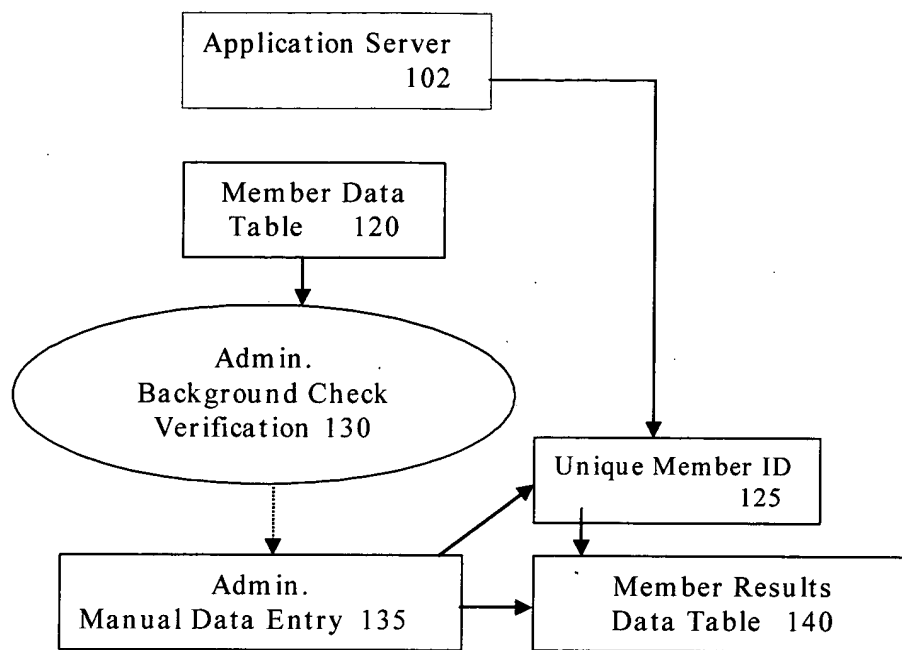 Application Server
102
Member Data
Table 120
Admin.
Background Check
Verification 130
Unique Member ID
125
Admin.
Manual Data Entry 135
Member Results
Data Table 140